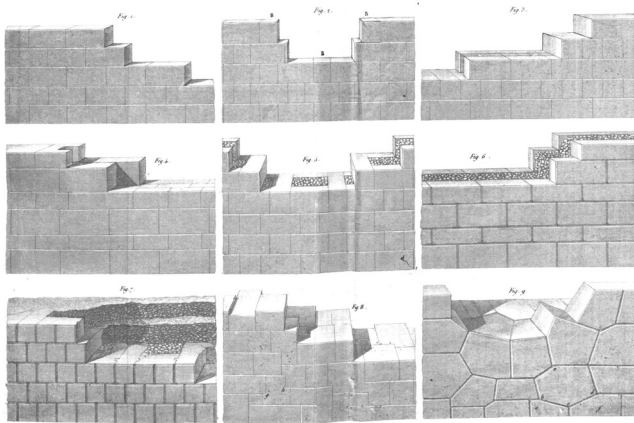 Fig. 1.
Fig. 2.
B
B
B
Fig. 3.
Fig. 4.
Fig. 5.
Fig. 6.
Fig. 7.
Fig. 8.
Fig. 9.